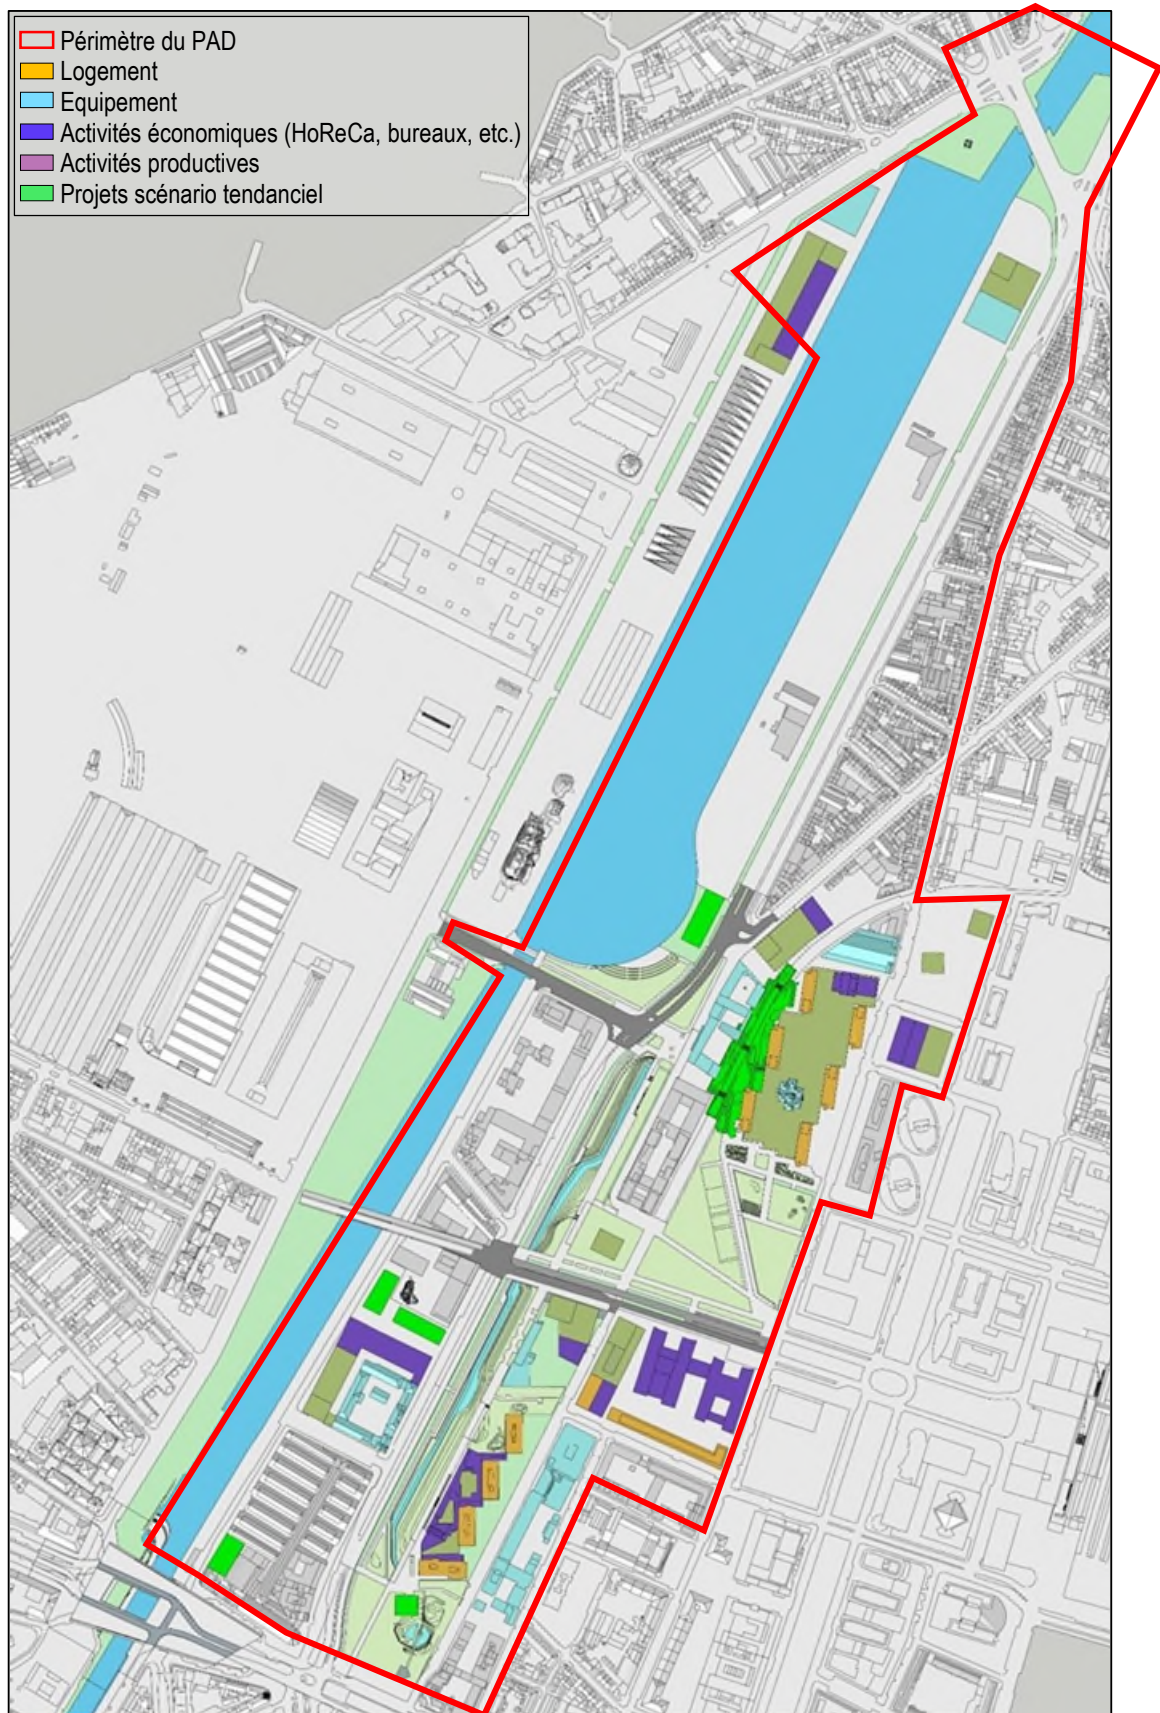 Périmètre du PAD
Logement
Equipement
Activités économiques (HoReCa, bureaux, etc.)
Activités productives
Projets scénario tendanciel